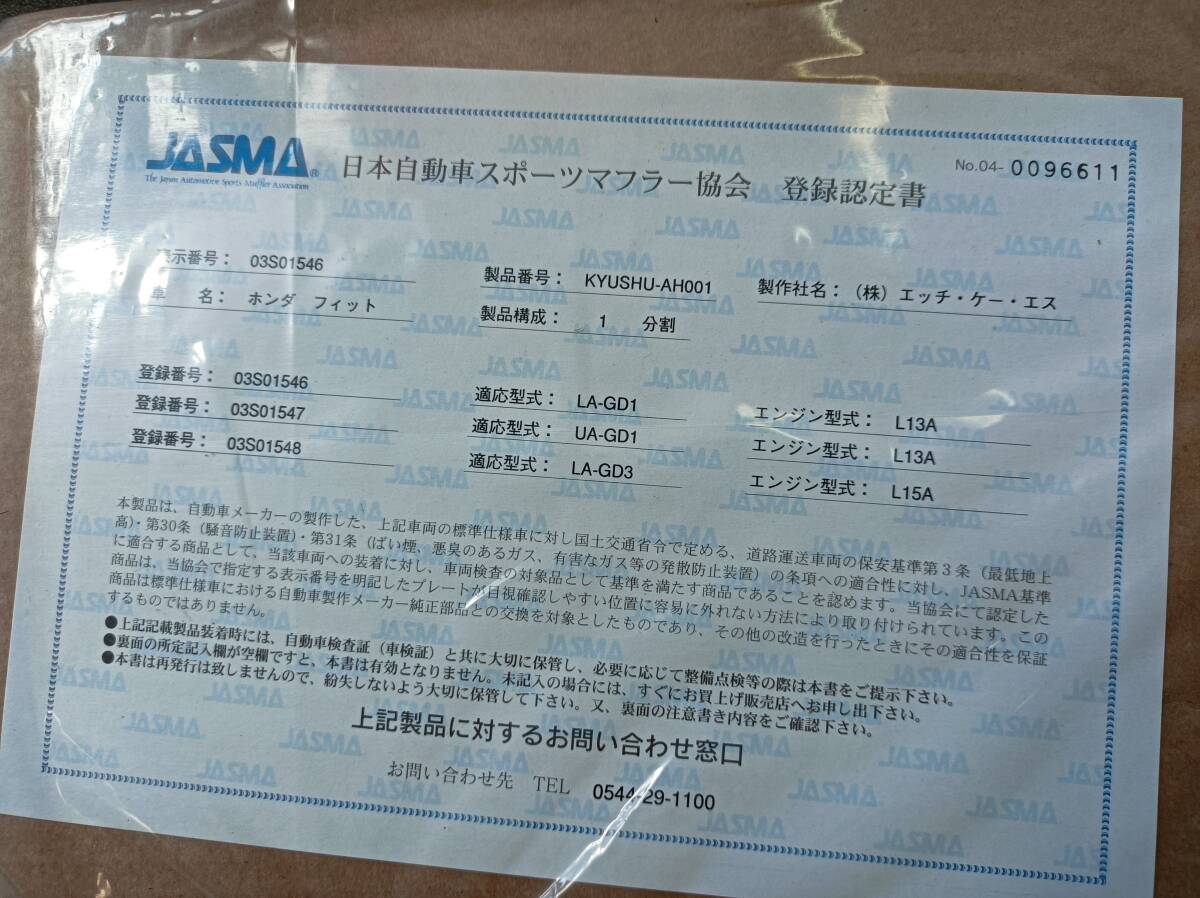 JASMA®
The Japan Automotive Sports Muffler Association
日本自動車スポーツマフラー協会 登録認定書
No.04-0096611
表示番号: 03S01546
製品番号: KYUSHU-AH001
製作社名:(株)エッチ・ケー・エス
車 名: ホンダ フィット
製品構成: 1 分割
登録番号: 03S01546 適応型式: LA-GD1 エンジン型式: L13A
登録番号: 03S01547 適応型式: UA-GD1 エンジン型式: L13A
登録番号: 03S01548 適応型式: LA-GD3 エンジン型式: L15A
本製品は、自動車メーカーの製作した、上記車両の標準仕様車に対し国土交通省令で定める、道路運送車両の保安基準第3条(最低地上
高)・第30条(騒音防止装置)・第31条(ばい煙、悪臭のあるガス、有害なガス等の発散防止装置)の条項への適合性に対し、JASMA基準
に適合する商品として、当該車両への装着に対し、車両検査の対象品として基準を満たす商品であることを認めます。当協会にて認定した
商品は、当協会で指定する表示番号を明記したプレートが目視確認しやすい位置に容易に外れない方法により取り付けられています。この
商品は標準仕様車における自動車製作メーカー純正部品との交換を対象としたものであり、その他の改造を行ったときにその適合性を保証
するものではありません。
●上記記載製品装着時には、自動車検査証(車検証)と共に大切に保管し、必要に応じて整備点検等の際は本書をご提示下さい。
●裏面の所定記入欄が空欄ですと、本書は有効となりません。未記入の場合には、すぐにお買上げ販売店へお申し出下さい。
●本書は再発行は致しませんので、紛失しないよう大切に保管して下さい。又、裏面の注意書き内容をご確認下さい。
上記製品に対するお問い合わせ窓口
お問い合わせ先 TEL 0544-29-1100